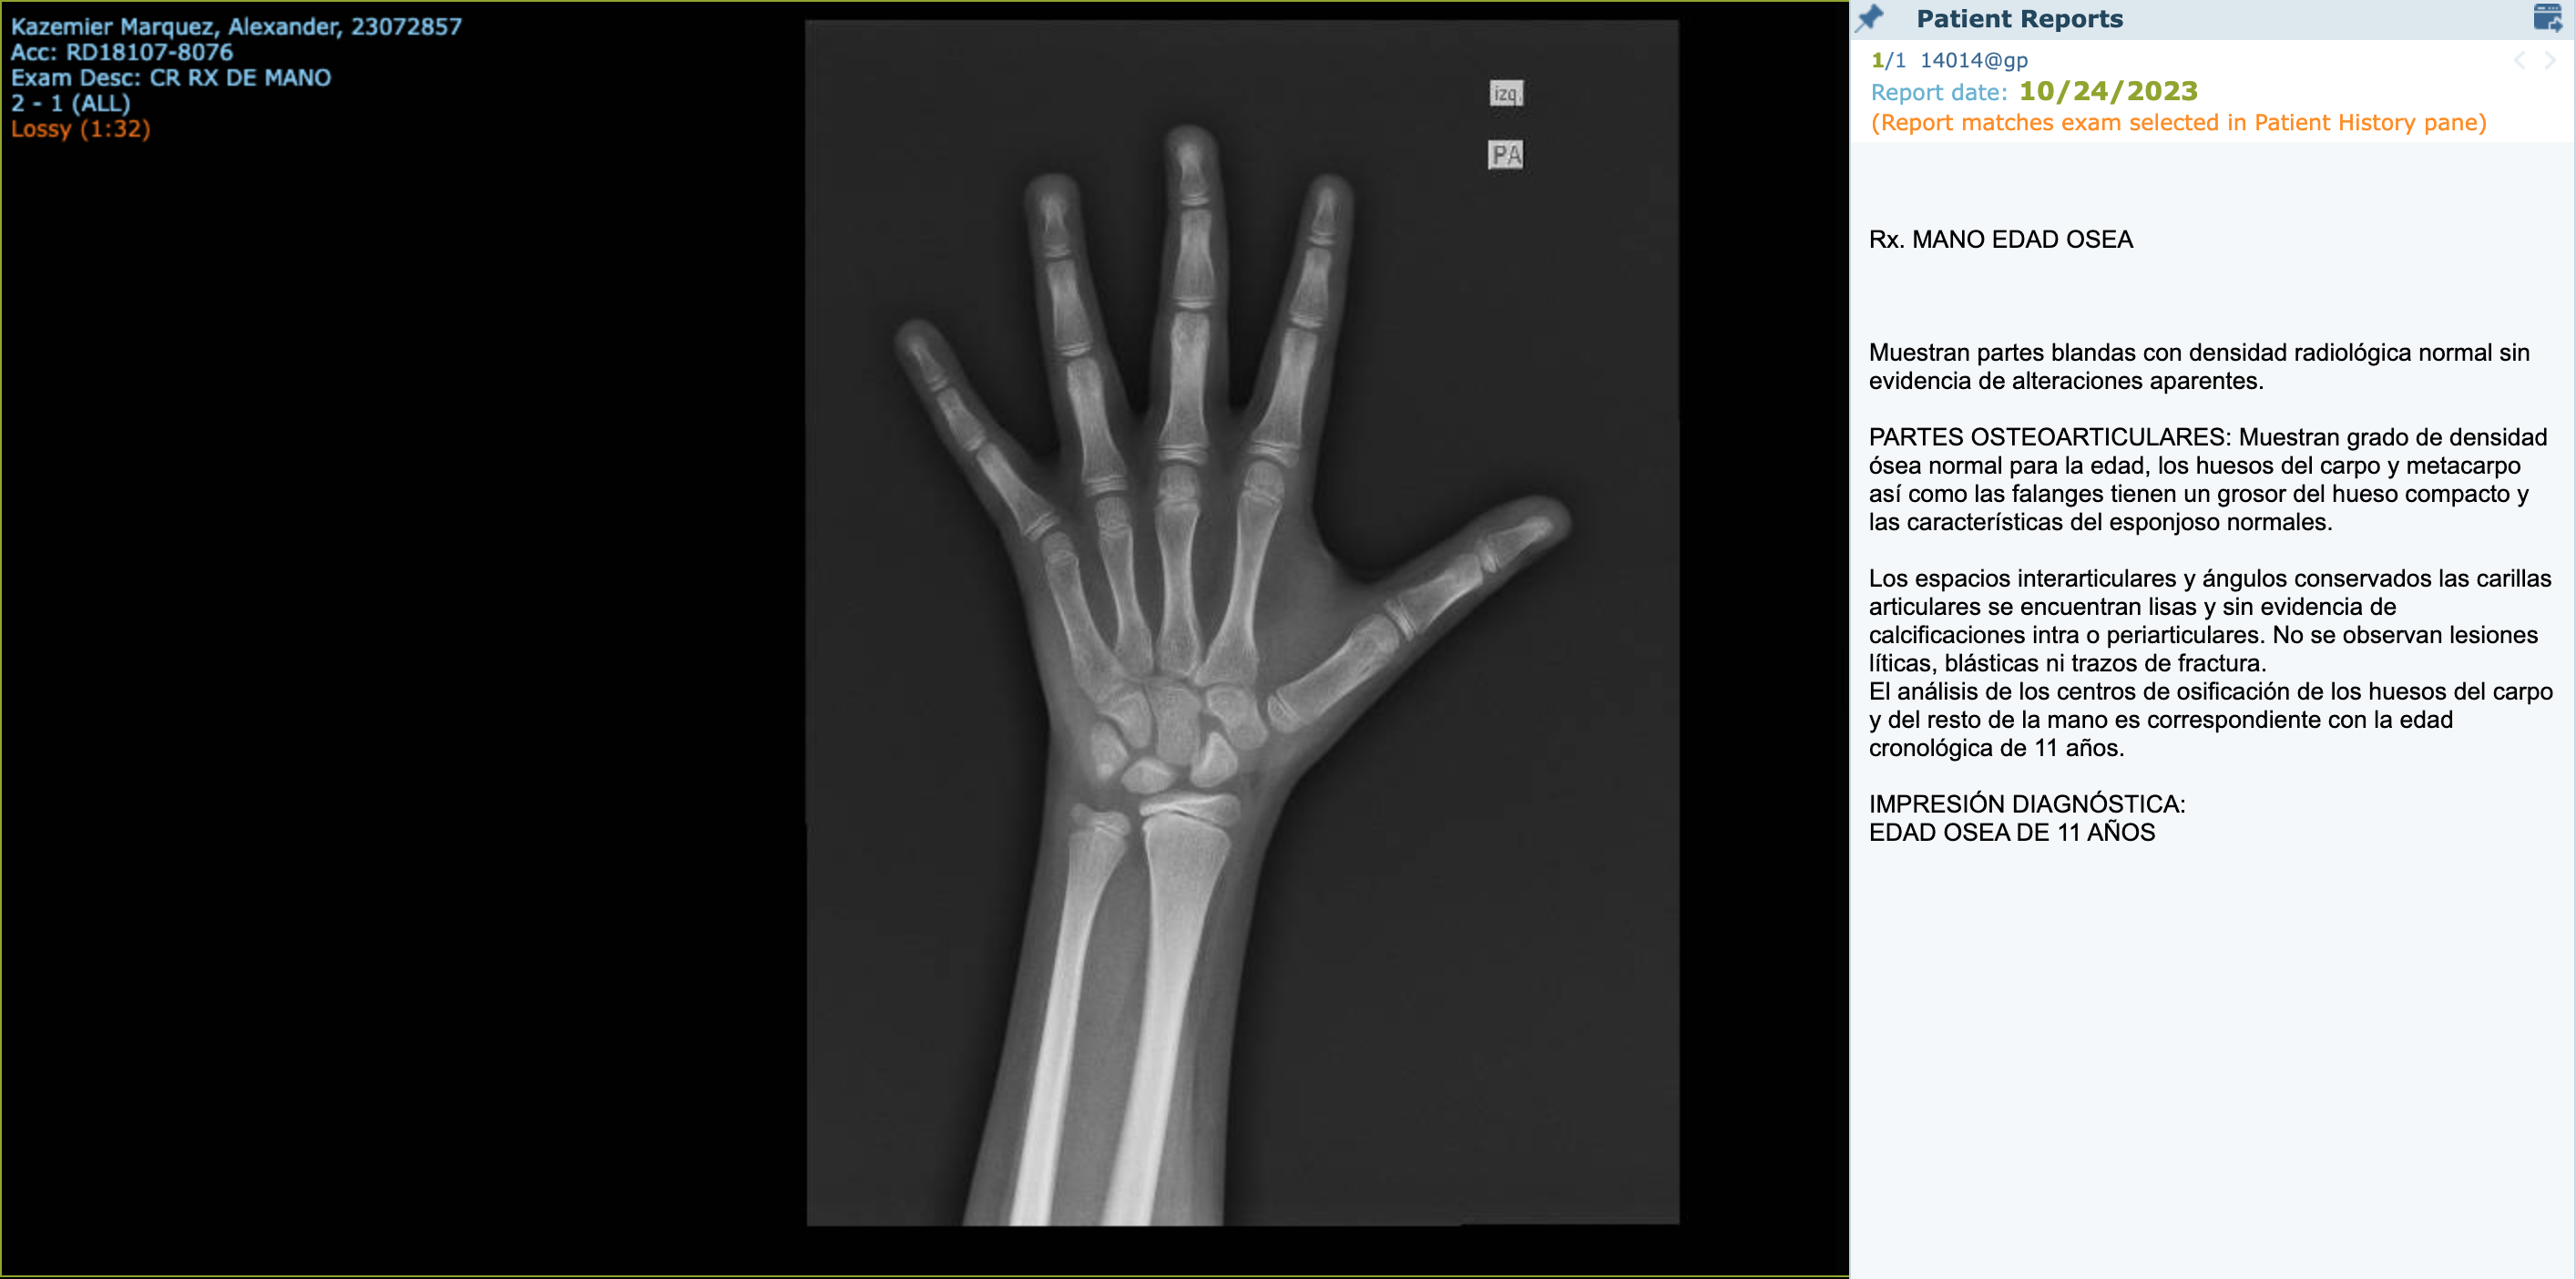 Kazemier Marquez, Alexander, 23072857
Acc: RD18107-8076
Exam Desc: CR RX DE MANO
2 - 1 (ALL)
Lossy (1:32)
izq.
PA
Patient Reports
1/1 14014@gp
Report date: 10/24/2023
(Report matches exam selected in Patient History pane)
Rx. MANO EDAD OSEA
Muestran partes blandas con densidad radiológica normal sin
evidencia de alteraciones aparentes.
PARTES OSTEOARTICULARES: Muestran grado de densidad
ósea normal para la edad, los huesos del carpo y metacarpo
así como las falanges tienen un grosor del hueso compacto y
las características del esponjoso normales.
Los espacios interarticulares y ángulos conservados las carillas
articulares se encuentran lisas y sin evidencia de
calcificaciones intra o periarticulares. No se observan lesiones
líticas, blásticas ni trazos de fractura.
El análisis de los centros de osificación de los huesos del carpo
y del resto de la mano es correspondiente con la edad
cronológica de 11 años.
IMPRESIÓN DIAGNÓSTICA:
EDAD OSEA DE 11 AÑOS